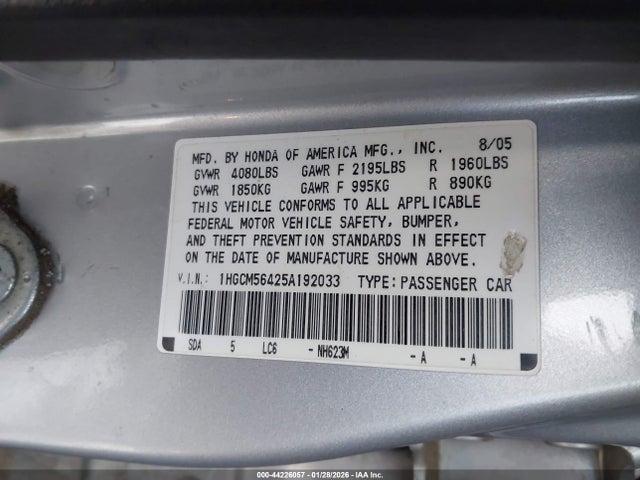 MFD. BY HONDA OF AMERICA MFG., INC. 8/05
GVWR 4080LBS GAWR F 2195LBS R 1960LBS
GVWR 1850KG GAWR F 995KG R 890KG
THIS VEHICLE CONFORMS TO ALL APPLICABLE
FEDERAL MOTOR VEHICLE SAFETY, BUMPER,
AND THEFT PREVENTION STANDARDS IN EFFECT
ON THE DATE OF MANUFACTURE SHOWN ABOVE.
V.I.N.: 1HGCM56425A192033 TYPE: PASSENGER CAR
SDA 5 LC6 - NH623M - A - A
000-44226057 | 01/28/2026 | IAA Inc.